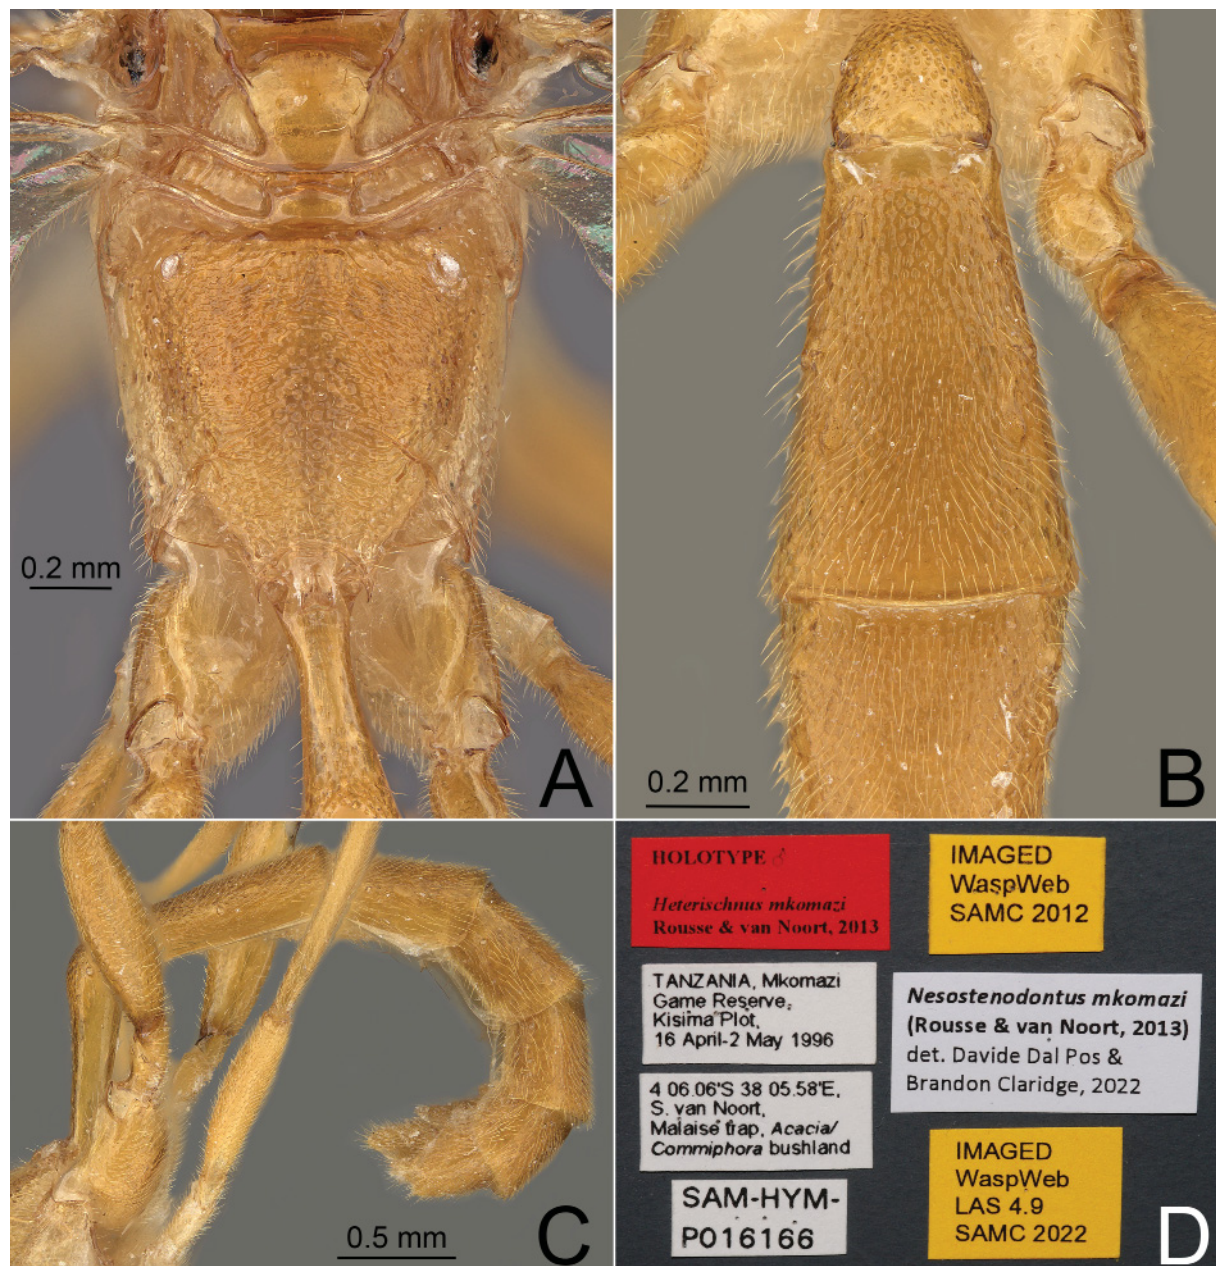 0.2 mm
A
0.2 mm
B
0.5 mm
C
HOLOTYPE ♂
Heterischnus mkomazi
Rousse & van Noort, 2013
TANZANIA, Mkomazi
Game Reserve,
Kisima Plot,
16 April-2 May 1996
4 06.06'S 38 05.58'E,
S. van Noort,
Malaise trap, Acacia/
Commiphora bushland
SAM-HYM-
P016166
IMAGED
WaspWeb
SAMC 2012
Nesostenodontus mkomazi
(Rousse & van Noort, 2013)
det. Davide Dal Pos &
Brandon Claridge, 2022
IMAGED
WaspWeb
LAS 4.9
SAMC 2022
D